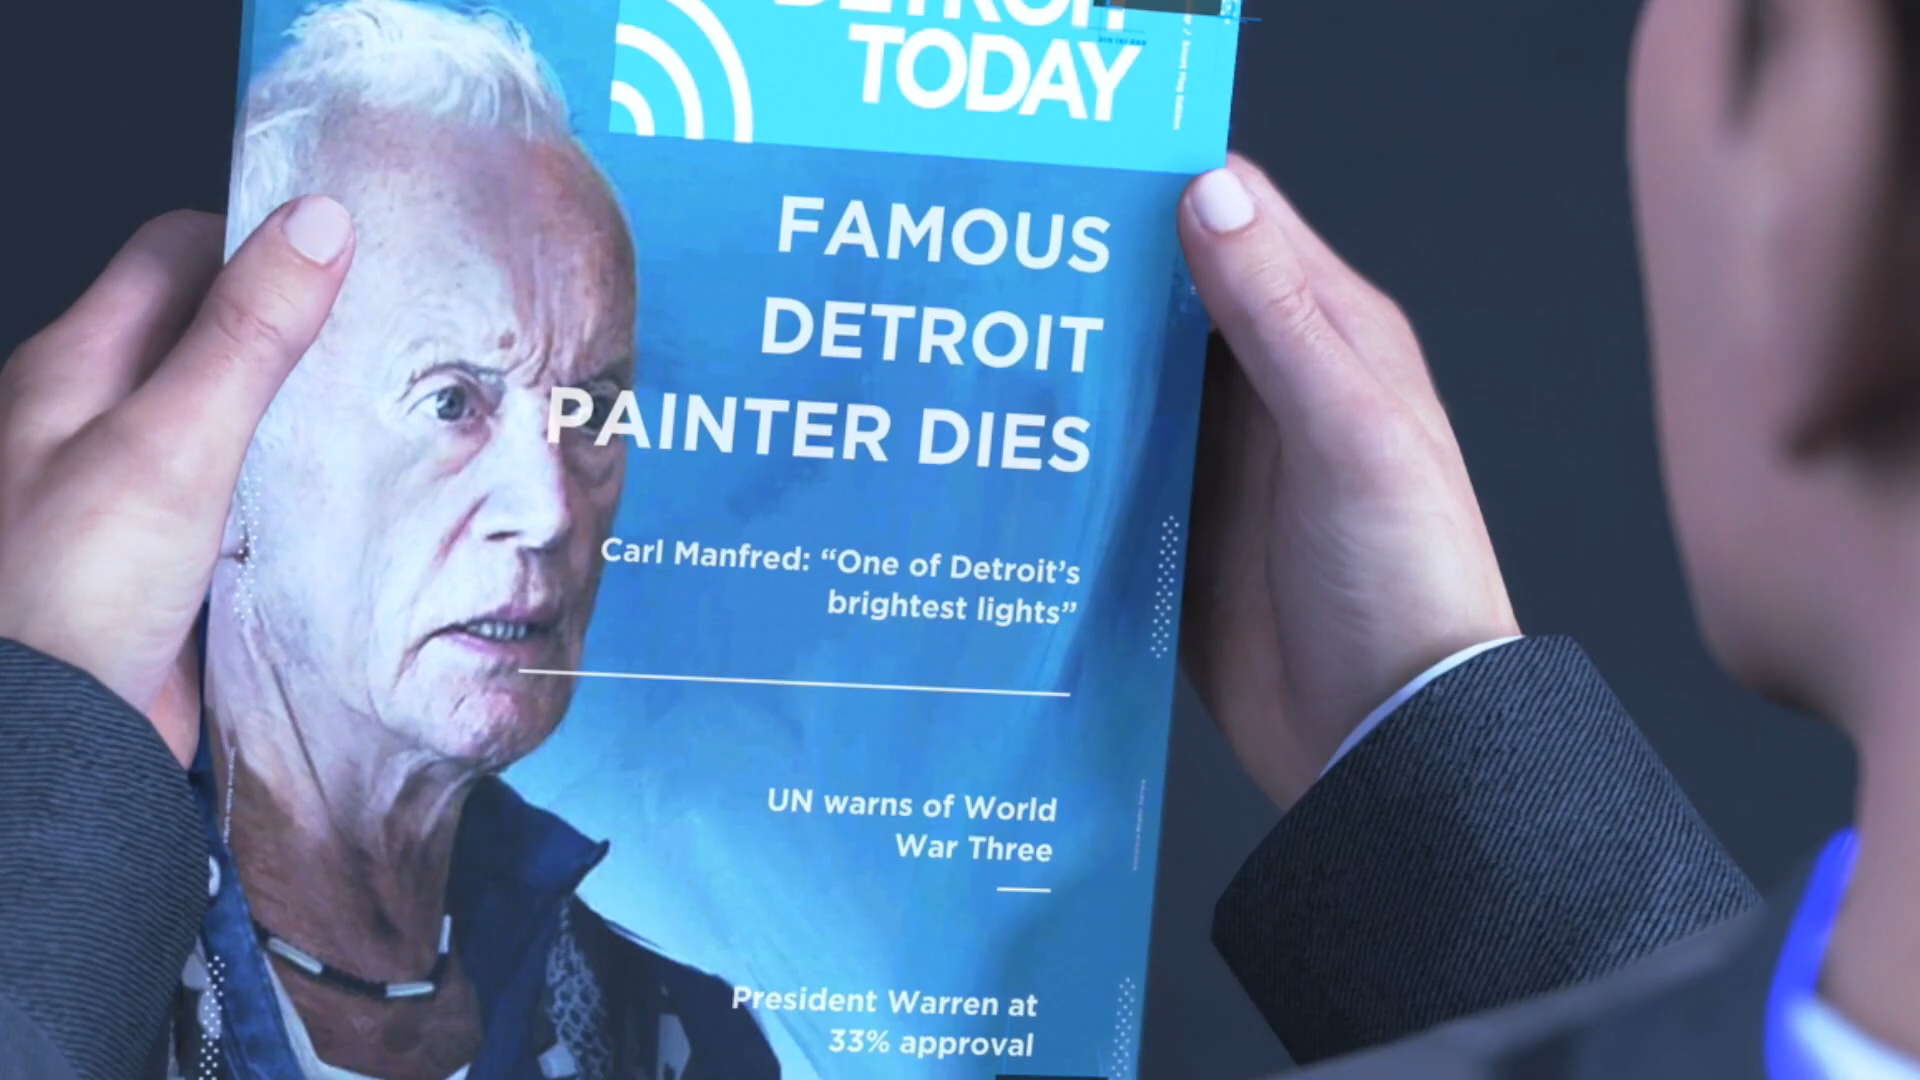 DETROIT
TODAY
FAMOUS
DETROIT
PAINTER DIES
Carl Manfred: “One of Detroit’s
brightest lights”
UN warns of World
War Three
President Warren at
33% approval